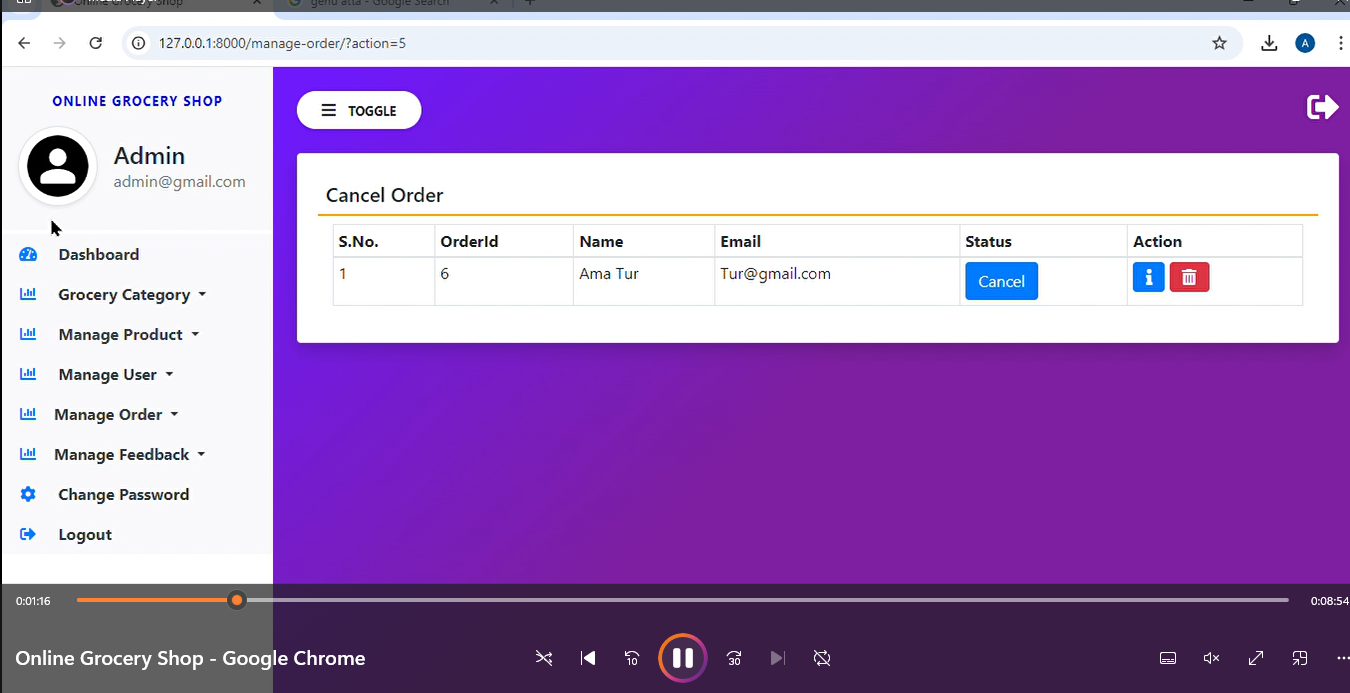 genu atta - Google Search
127.0.0.1:8000/manage-order/?action=5
A
ONLINE GROCERY SHOP
TOGGLE
Admin
admin@gmail.com
Cancel Order
S.No. OrderId Name Email Status Action
1 6 Ama Tur Tur@gmail.com Cancel
Dashboard
Grocery Category
Manage Product
Manage User
Manage Order
Manage Feedback
Change Password
Logout
0:01:16
0:08:54
Online Grocery Shop - Google Chrome
10
30